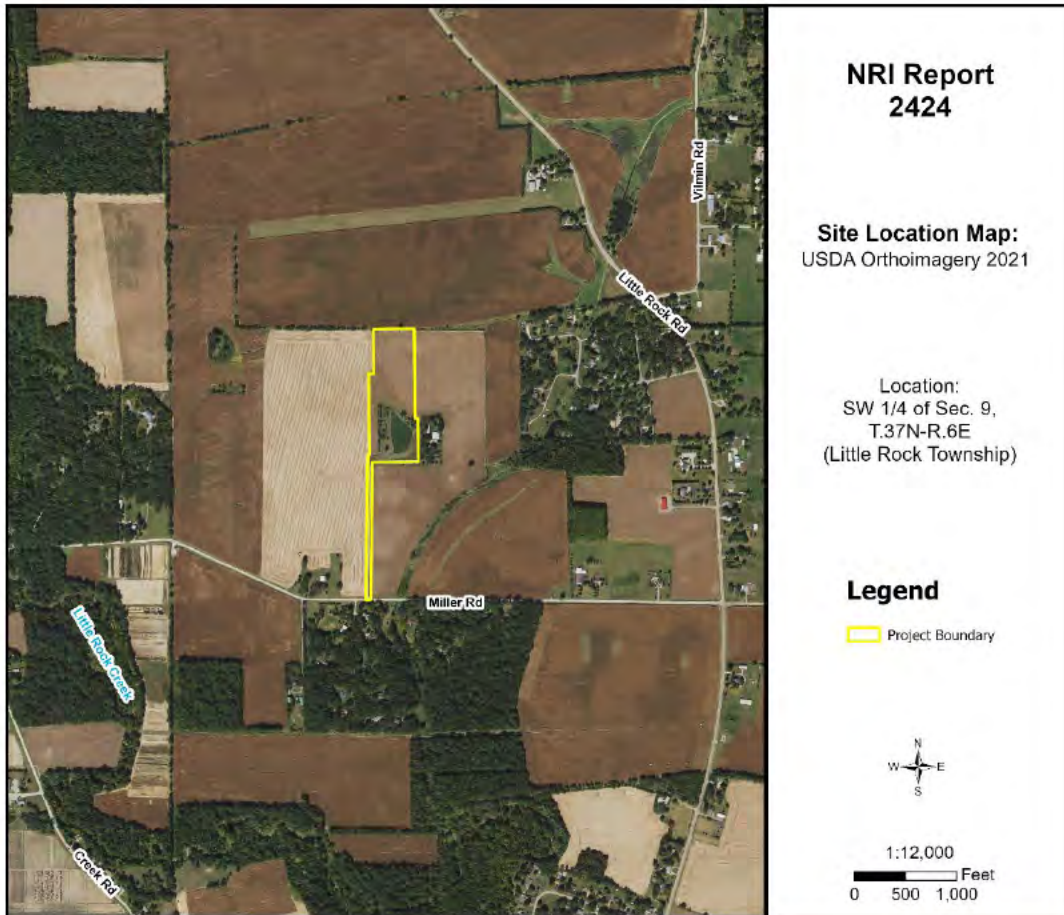 Vilmin Rd
Little Rock Rd
Miller Rd
Little Rock Creek
Creek Rd
NRI Report
2424
Site Location Map:
USDA Orthoimagery 2021
Location:
SW 1/4 of Sec. 9,
T.37N-R.6E
(Little Rock Township)
Legend
Project Boundary
N
W E
S
1:12,000
Feet
0 500 1,000